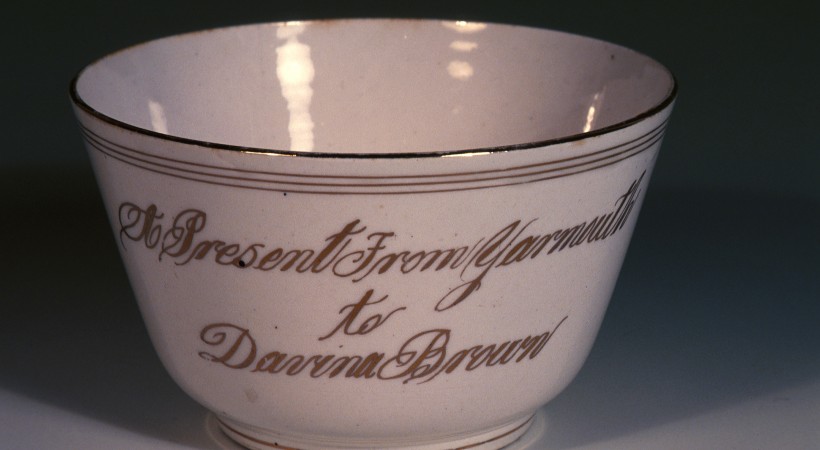 A Present From Yarmouth
to
Davina Brown